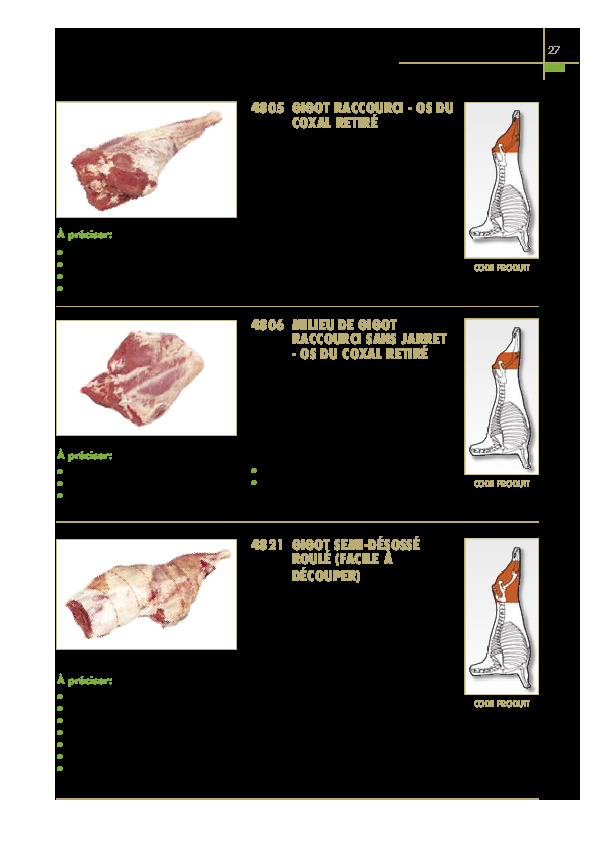 27
4805 GIGOT RACCOURCI - OS DU
COXAL RETIRÉ
À préciser:
CODE PRODUIT
4806 MILIEU DE GIGOT
RACCOURCI SANS JARRET
- OS DU COXAL RETIRÉ
À préciser:
CODE PRODUIT
4821 GIGOT SEMI-DÉSOSSÉ
ROULÉ (FACILE À
DÉCOUPER)
À préciser:
CODE PRODUIT